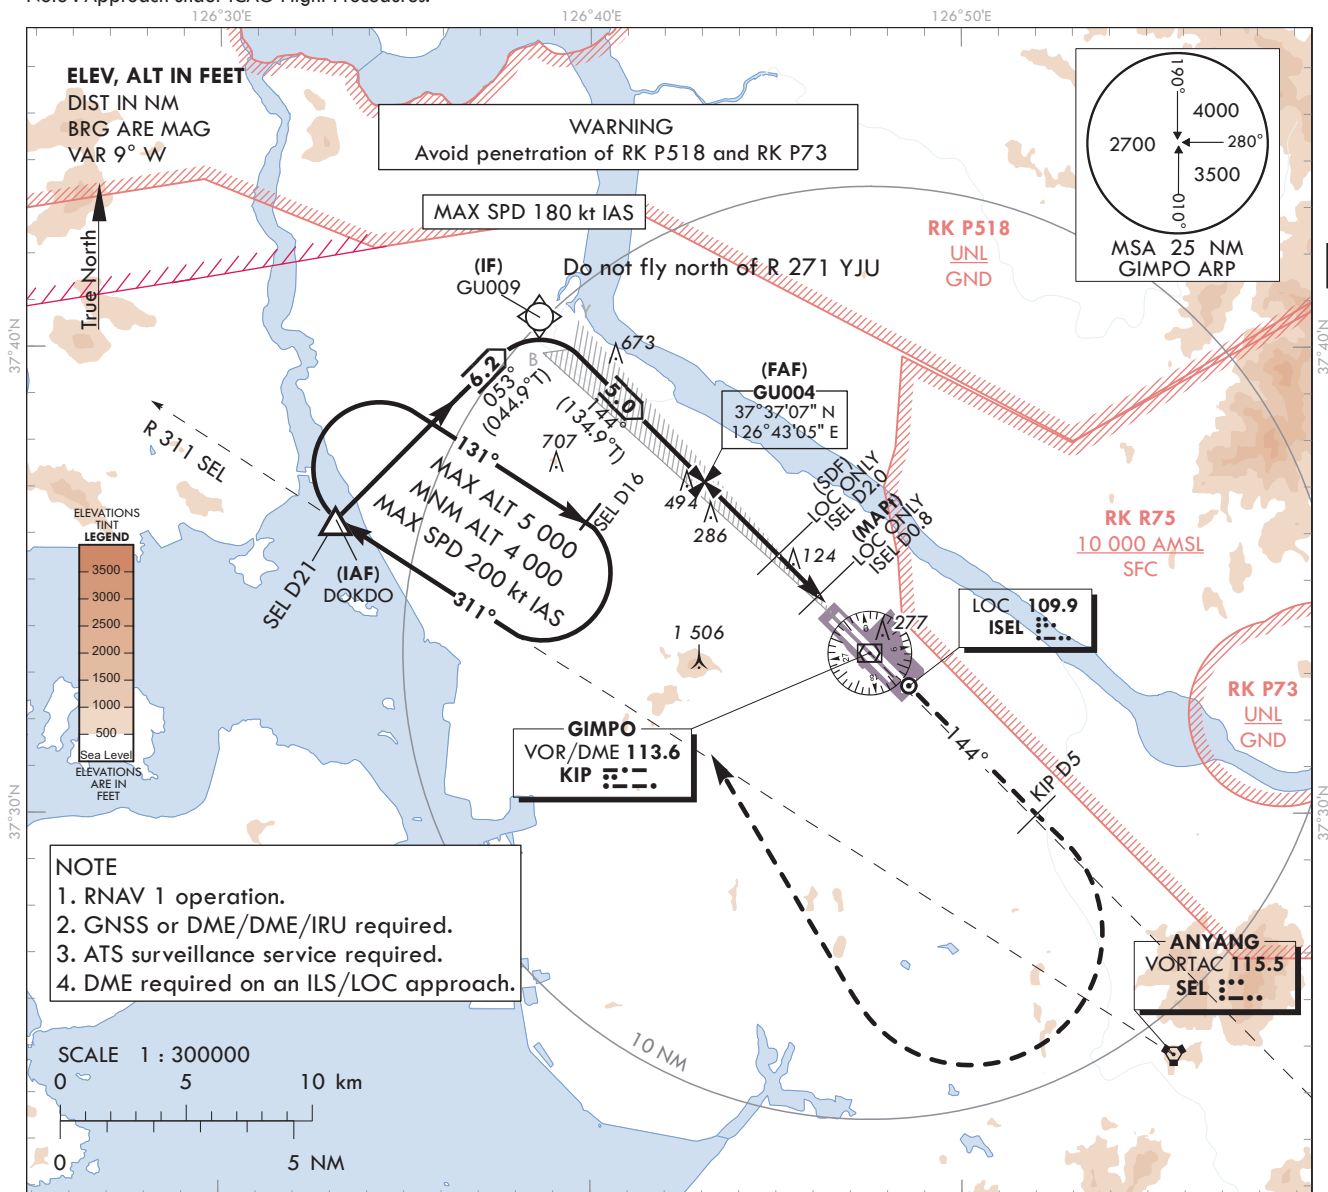 126°30'E
126°40'E
126°50'E
ELEV, ALT IN FEET
DIST IN NM
BRG ARE MAG
VAR 9° W
WARNING
Avoid penetration of RK P518 and RK P73
MAX SPD 180 kt IAS
190°
4000
2700
280°
3500
010°
MSA 25 NM
GIMPO ARP
RK P518
UNL
GND
True North
(IF)
GU009
Do not fly north of R 271 YJU
37°40'N
37°40'N
B
Y
673
6.2
053°
(044.9°T)
5.0
144°
(134.9°T)
(FAF)
GU004
37°37'07" N
126°43'05" E
R 311 SEL
707
131°
MAX ALT 5 000
MNM ALT 4 000
MAX SPD 200 kt IAS
311°
SEL D16
494
286
(SDF)
LOC ONLY
ISEL D2.0
(MAPt)
LOC ONLY
ISEL D0.8
124
RK R75
10 000 AMSL
SFC
ELEVATIONS
TINT
LEGEND
3500
3000
2500
2000
1500
1000
500
Sea Level
ELEVATIONS
ARE IN
FEET
SEL D21
(IAF)
DOKDO
1 506
277
0
9
18
27
LOC 109.9
ISEL
RK P73
UNL
GND
GIMPO
VOR/DME 113.6
KIP
144°
KIP D5
37°30'N
37°30'N
NOTE
1. RNAV 1 operation.
2. GNSS or DME/DME/IRU required.
3. ATS surveillance service required.
4. DME required on an ILS/LOC approach.
ANYANG
VORTAC 115.5
SEL
10 NM
SCALE 1 : 300000
0 5 10 km
0 5 NM